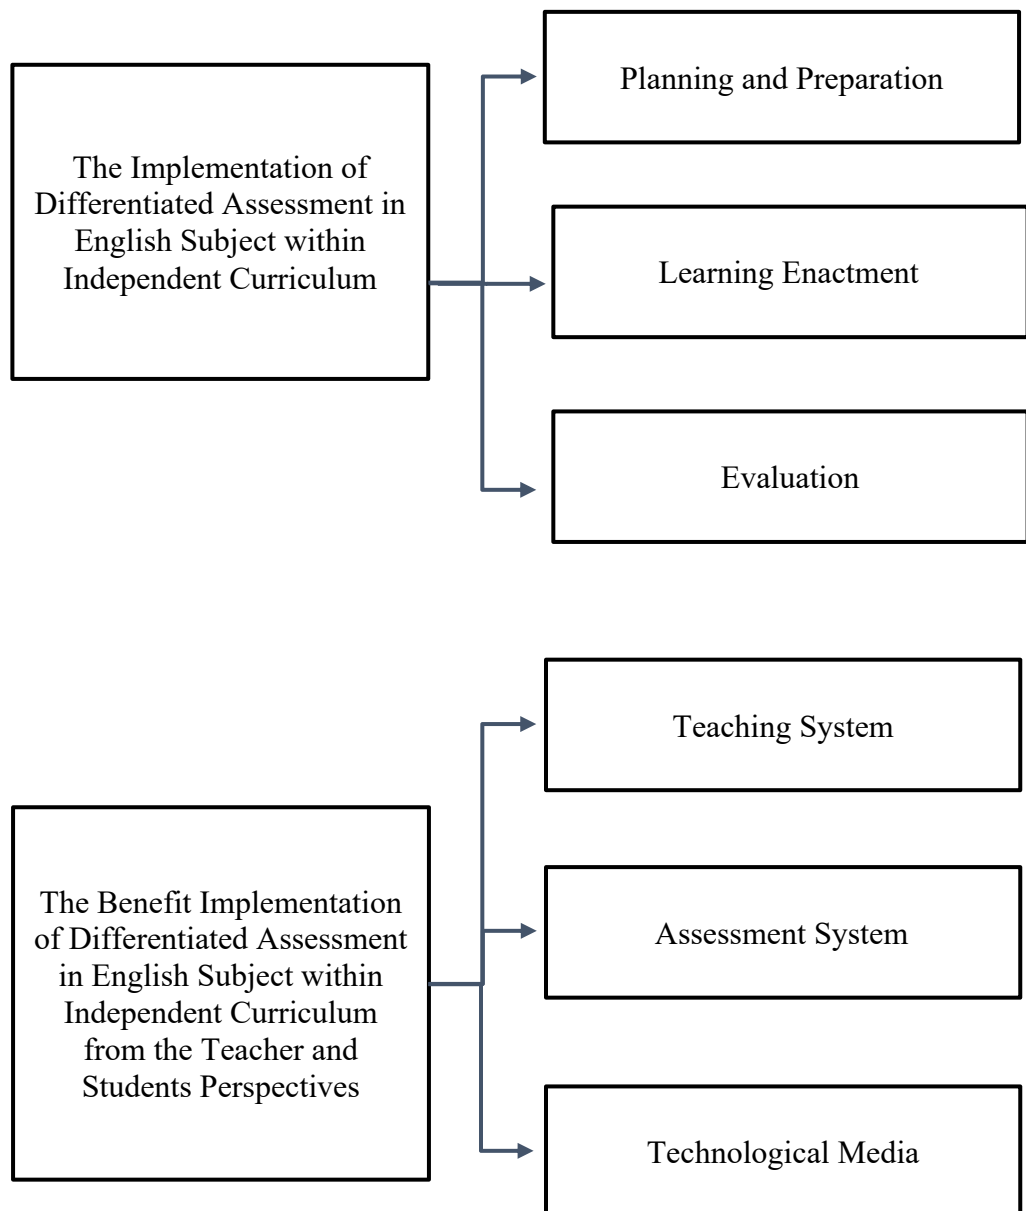 The Implementation of
Differentiated Assessment in
English Subject within
Independent Curriculum
Planning and Preparation
Learning Enactment
Evaluation
The Benefit Implementation
of Differentiated Assessment
in English Subject within
Independent Curriculum
from the Teacher and
Students Perspectives
Teaching System
Assessment System
Technological Media